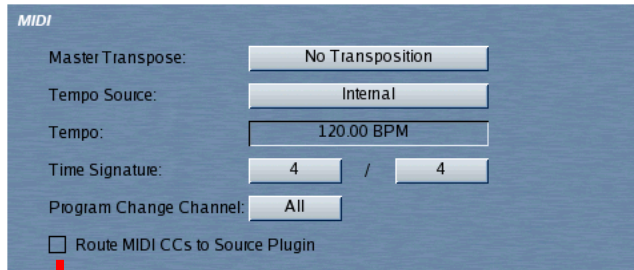 MIDI
Master Transpose: No Transposition
Tempo Source: Internal
Tempo: 120.00 BPM
Time Signature: 4 / 4
Program Change Channel: All
Route MIDI CCs to Source Plugin